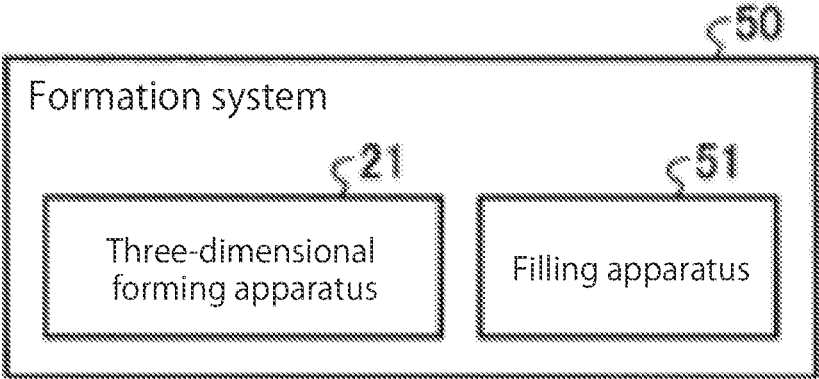 50
Formation system
21
51
Three-dimensional
forming apparatus
Filling apparatus